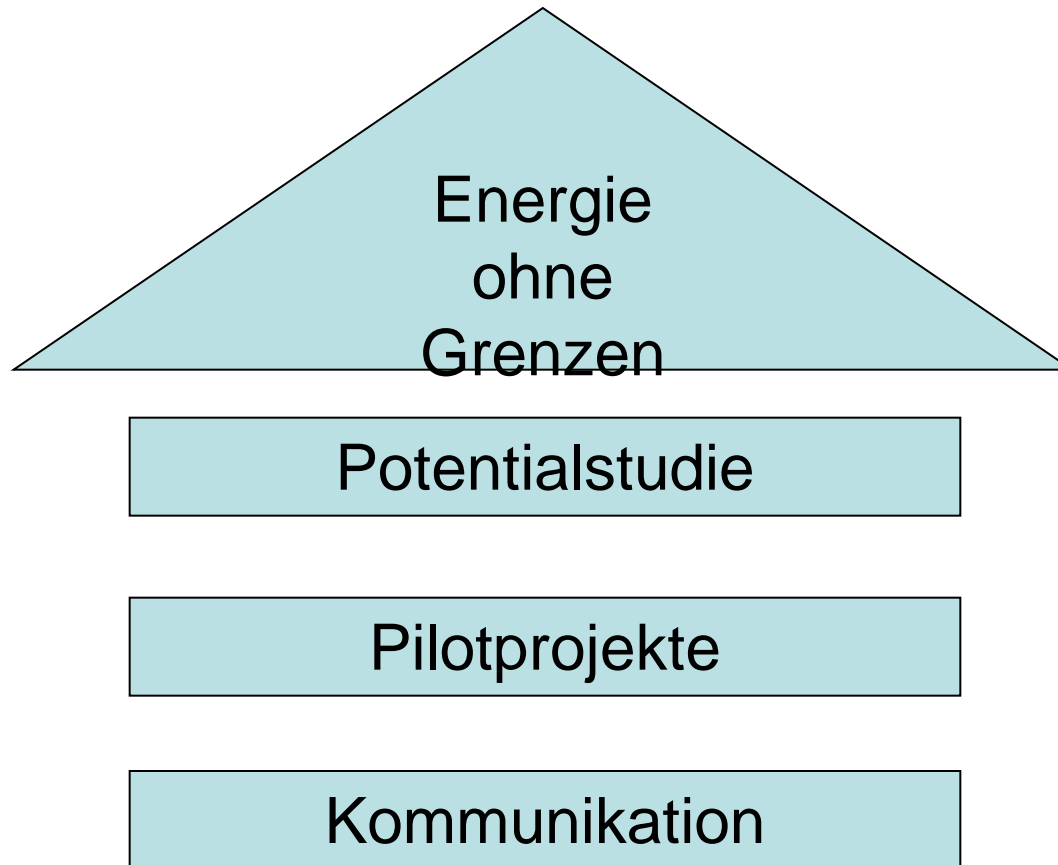 Energie
ohne
Grenzen
Potentialstudie
Pilotprojekte
Kommunikation